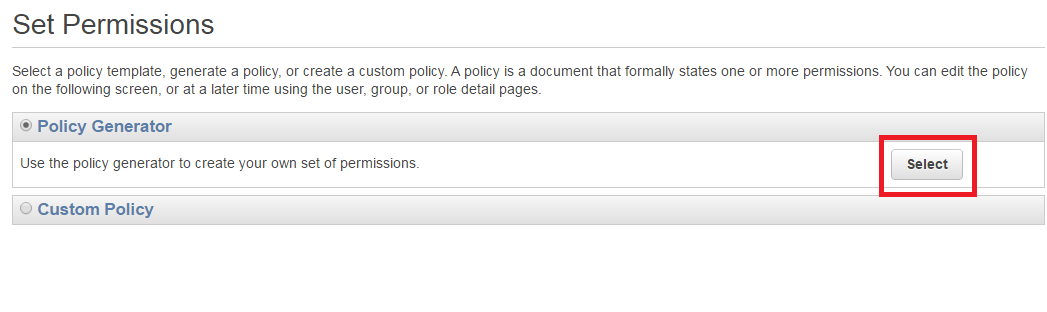 Set Permissions
Select a policy template, generate a policy, or create a custom policy. A policy is a document that formally states one or more permissions. You can edit the policy
on the following screen, or at a later time using the user, group, or role detail pages.
Policy Generator
Use the policy generator to create your own set of permissions.
Select
Custom Policy